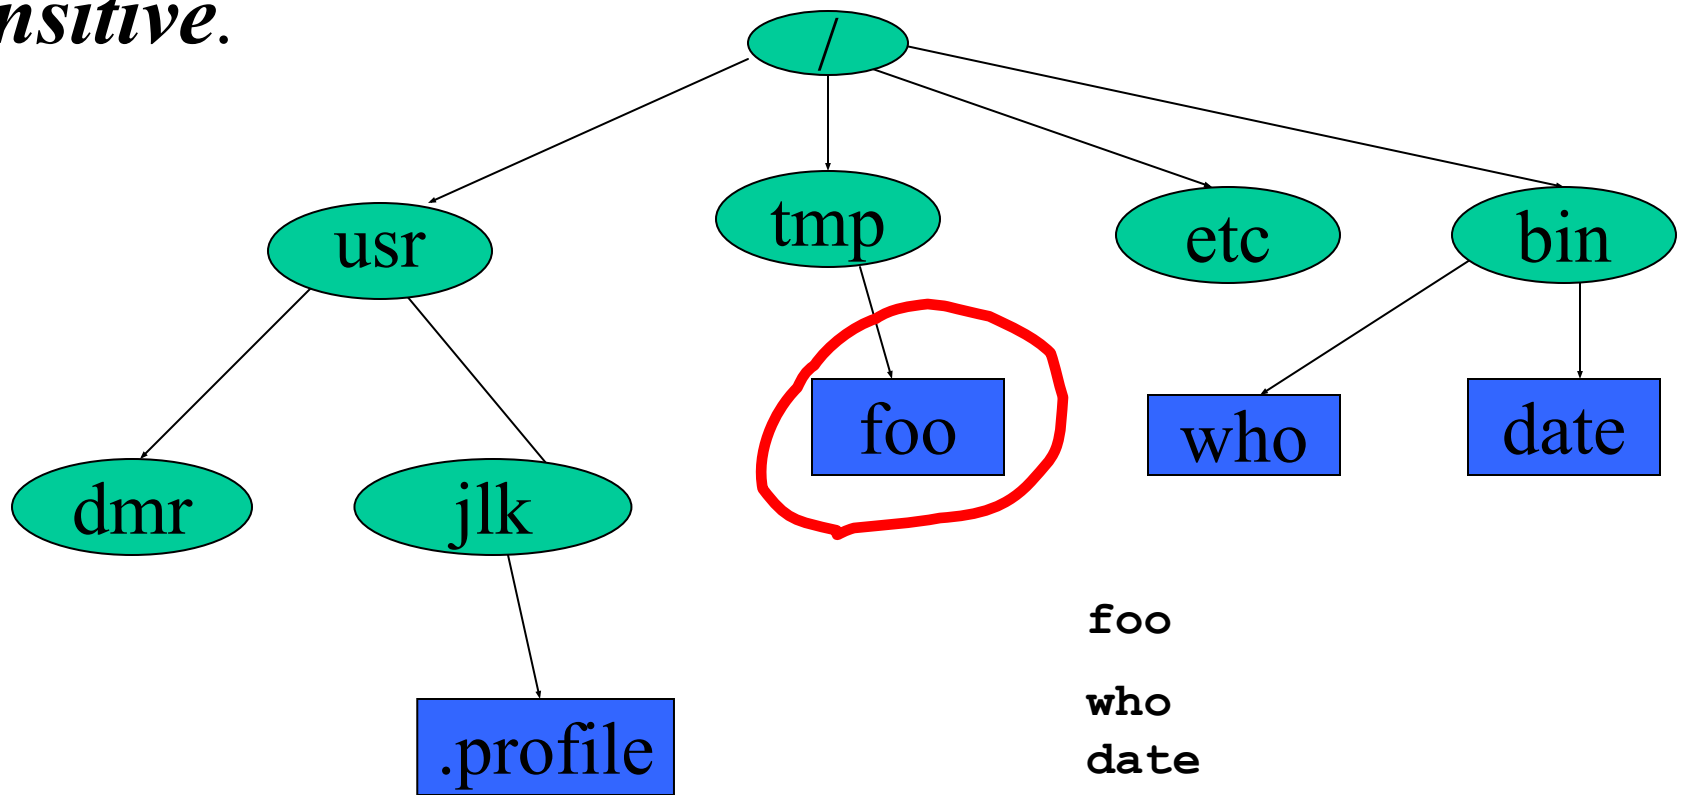 nsitive.
/
usr
tmp
etc
bin
foo
who
date
dmr
jlk
.profile
foo
who
date